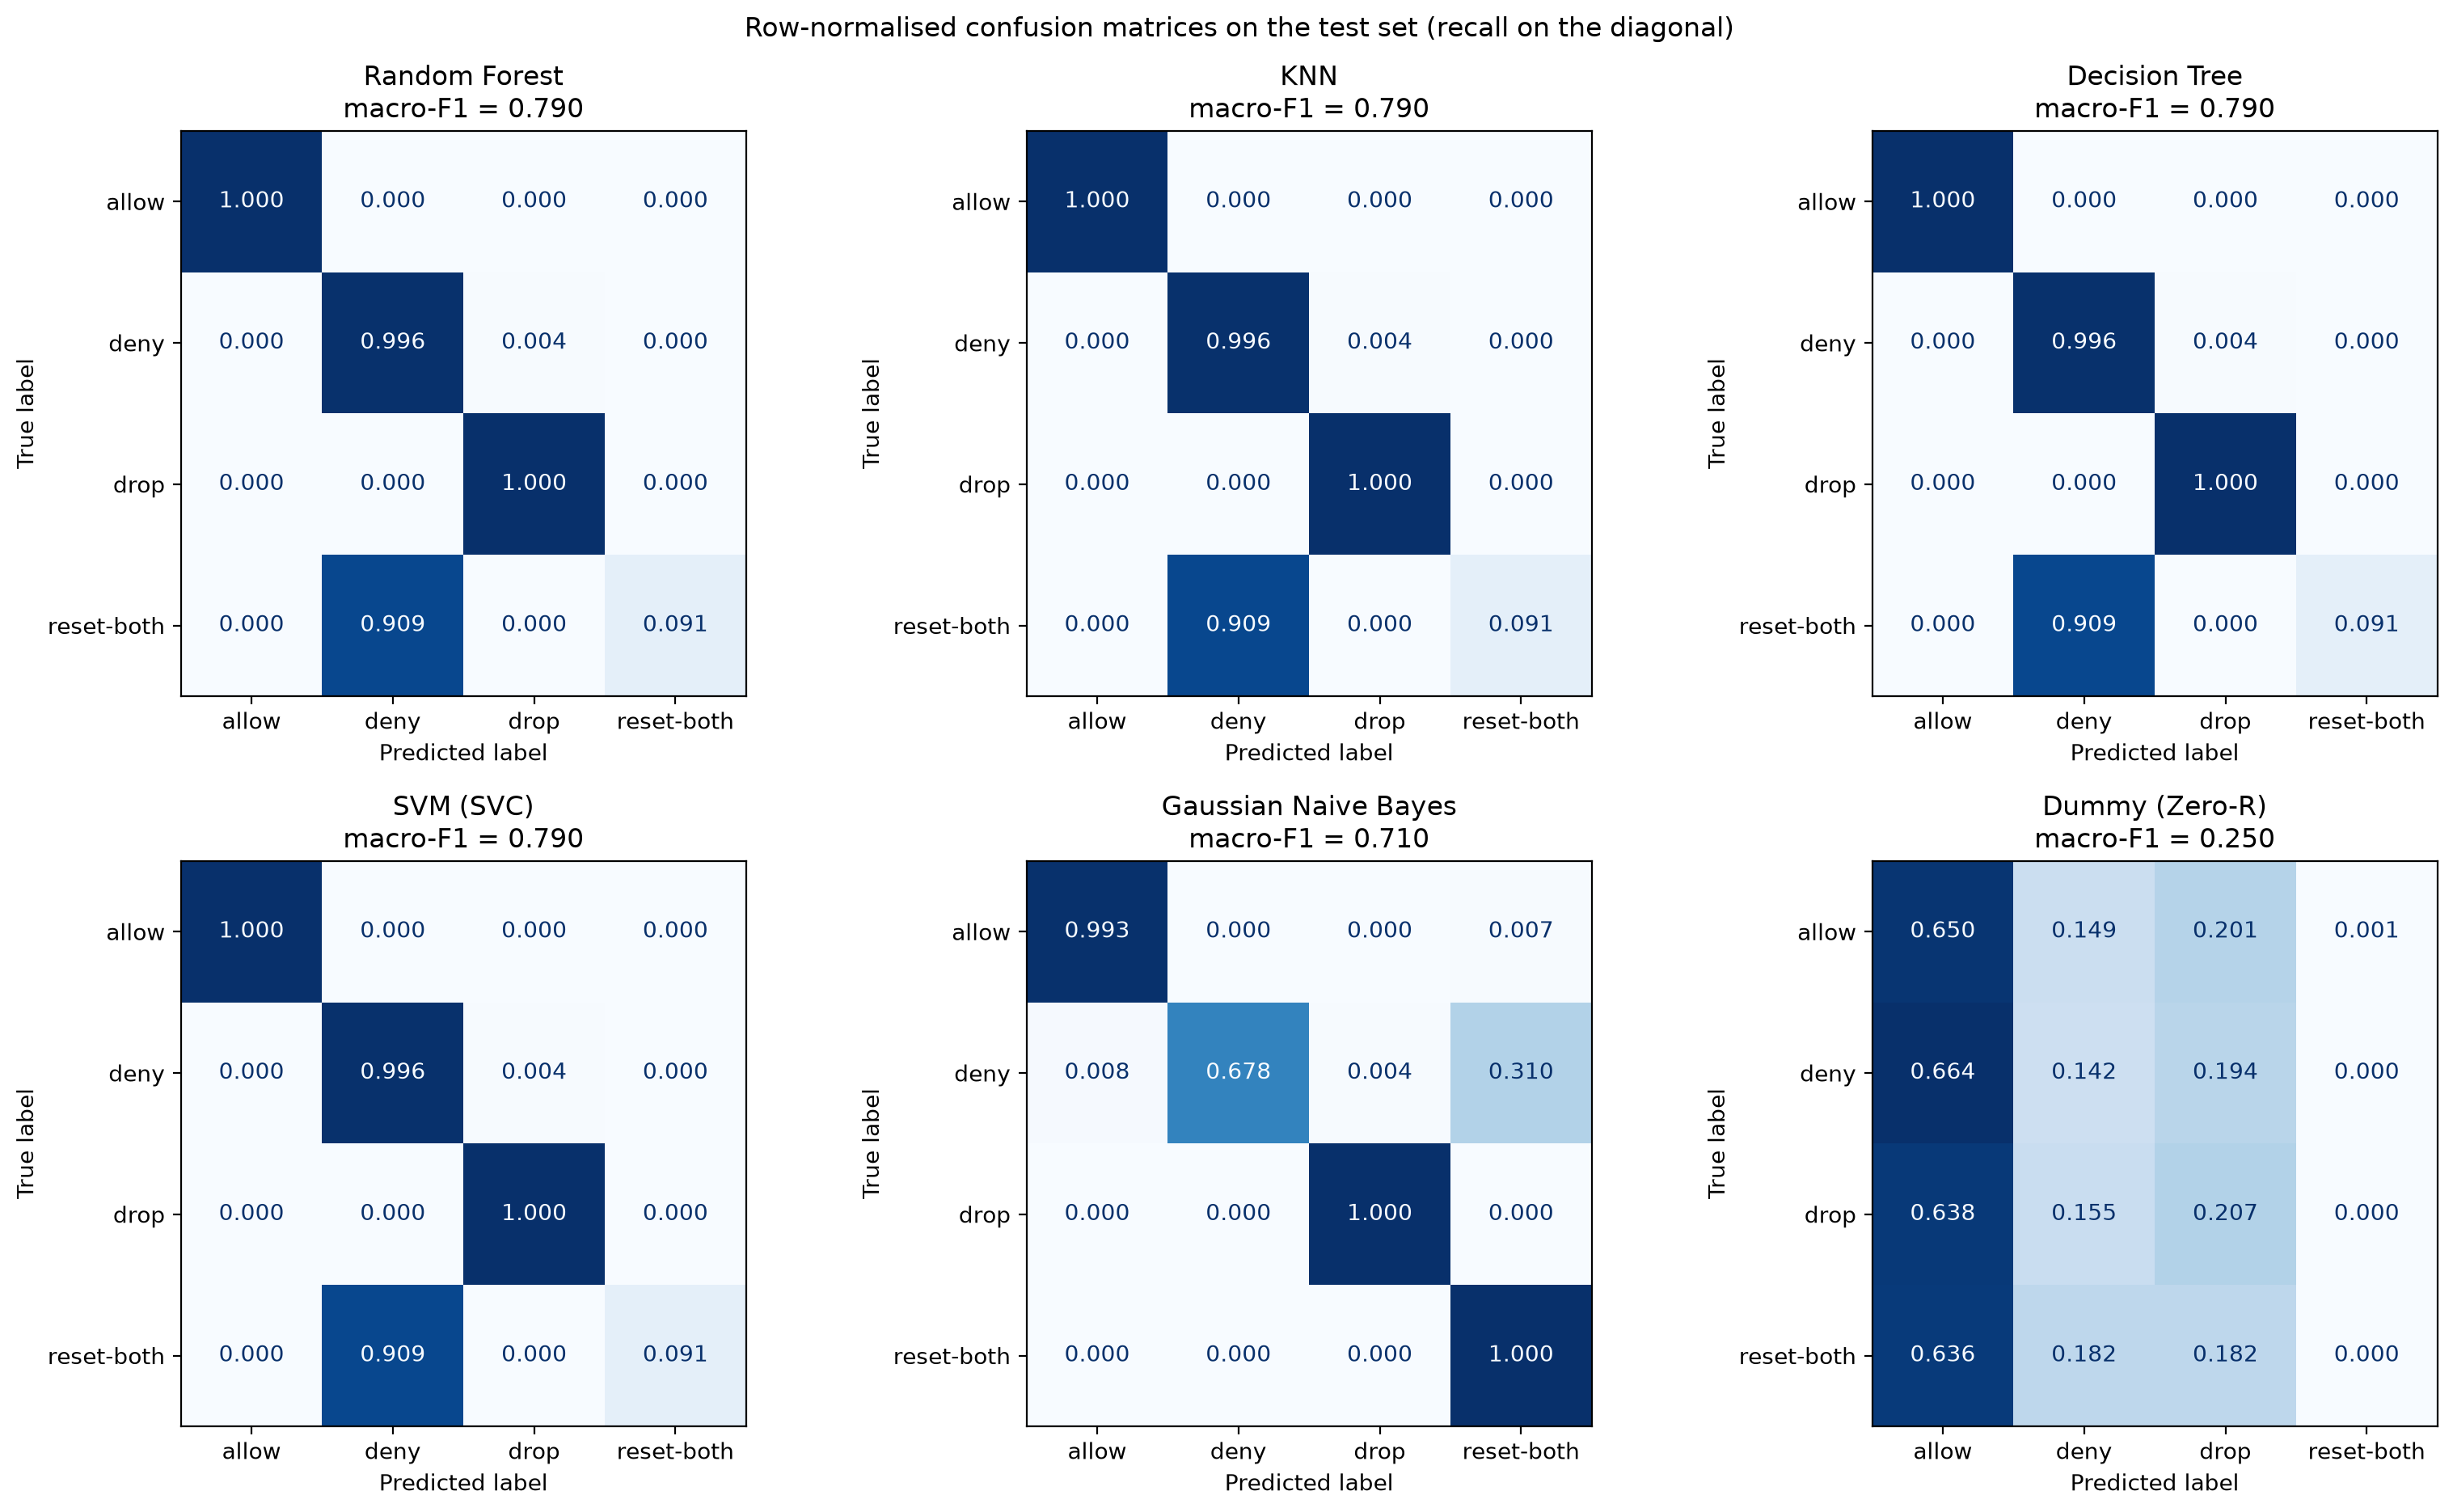 Row-normalised confusion matrices on the test set (recall on the diagonal)
Random Forest
macro-F1 = 0.790
True label
allow 1.000 0.000 0.000 0.000
deny 0.000 0.996 0.004 0.000
drop 0.000 0.000 1.000 0.000
reset-both 0.000 0.909 0.000 0.091
allow deny drop reset-both
Predicted label
KNN
macro-F1 = 0.790
True label
allow 1.000 0.000 0.000 0.000
deny 0.000 0.996 0.004 0.000
drop 0.000 0.000 1.000 0.000
reset-both 0.000 0.909 0.000 0.091
allow deny drop reset-both
Predicted label
Decision Tree
macro-F1 = 0.790
True label
allow 1.000 0.000 0.000 0.000
deny 0.000 0.996 0.004 0.000
drop 0.000 0.000 1.000 0.000
reset-both 0.000 0.909 0.000 0.091
allow deny drop reset-both
Predicted label
SVM (SVC)
macro-F1 = 0.790
True label
allow 1.000 0.000 0.000 0.000
deny 0.000 0.996 0.004 0.000
drop 0.000 0.000 1.000 0.000
reset-both 0.000 0.909 0.000 0.091
allow deny drop reset-both
Predicted label
Gaussian Naive Bayes
macro-F1 = 0.710
True label
allow 0.993 0.000 0.000 0.007
deny 0.008 0.678 0.004 0.310
drop 0.000 0.000 1.000 0.000
reset-both 0.000 0.000 0.000 1.000
allow deny drop reset-both
Predicted label
Dummy (Zero-R)
macro-F1 = 0.250
True label
allow 0.650 0.149 0.201 0.001
deny 0.664 0.142 0.194 0.000
drop 0.638 0.155 0.207 0.000
reset-both 0.636 0.182 0.182 0.000
allow deny drop reset-both
Predicted label